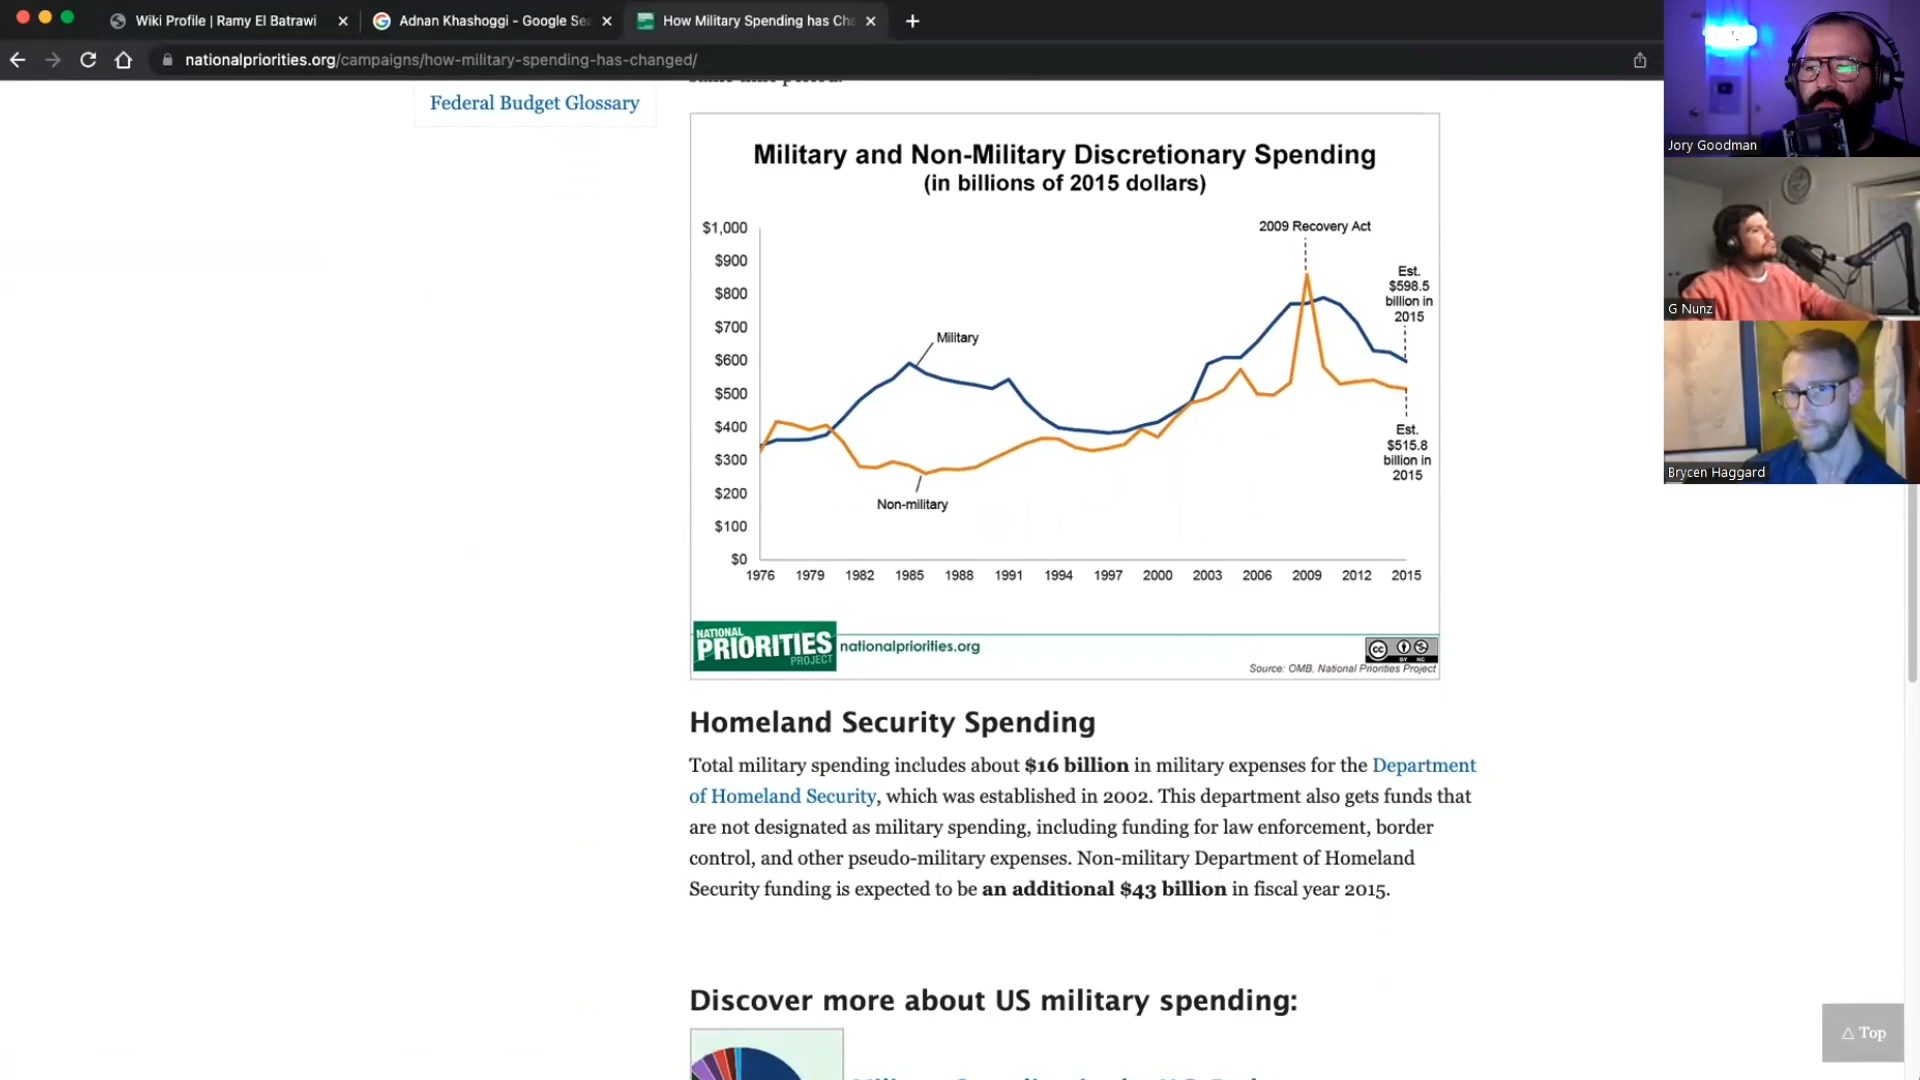 Wiki Profile | Ramy El Batrawi
Adnan Khashoggi - Google Se
How Military Spending has Cha
nationalpriorities.org/campaigns/how-military-spending-has-changed/
same time period.
Federal Budget Glossary
Military and Non-Military Discretionary Spending
(in billions of 2015 dollars)
$1,000
$900
$800
$700
$600
$500
$400
$300
$200
$100
$0
2009 Recovery Act
Est.
$598.5
billion in
2015
Military
Non-military
Est.
$515.8
billion in
2015
1976 1979 1982 1985 1988 1991 1994 1997 2000 2003 2006 2009 2012 2015
NATIONAL
PRIORITIES
PROJECT
nationalpriorities.org
cc
BY NC
Source: OMB, National Priorities Project
Homeland Security Spending
Total military spending includes about $16 billion in military expenses for the Department
of Homeland Security, which was established in 2002. This department also gets funds that
are not designated as military spending, including funding for law enforcement, border
control, and other pseudo-military expenses. Non-military Department of Homeland
Security funding is expected to be an additional $43 billion in fiscal year 2015.
Discover more about US military spending:
Top
Jory Goodman
G Nunz
Brycen Haggard